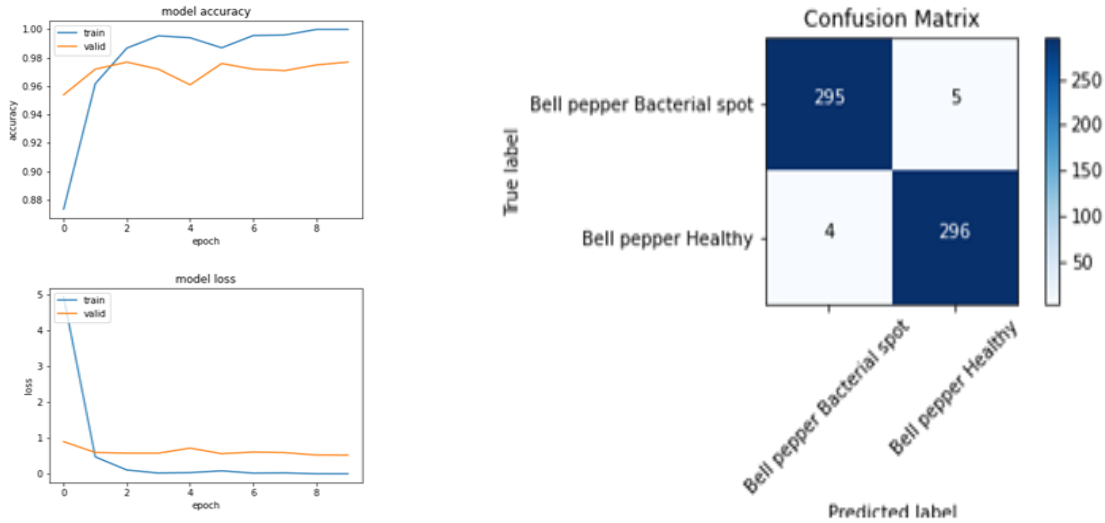 model accuracy
train
valid
1.00
0.98
0.96
0.94
0.92
0.90
0.88
accuracy
0 2 4 6 8
epoch
model loss
train
valid
5
4
3
2
1
0
loss
0 2 4 6 8
epoch
Confusion Matrix
Bell pepper Bacterial spot 295 5
Bell pepper Healthy 4 296
True label
250
200
150
100
50
Bell pepper Bacterial spot
Bell pepper Healthy
Predicted label